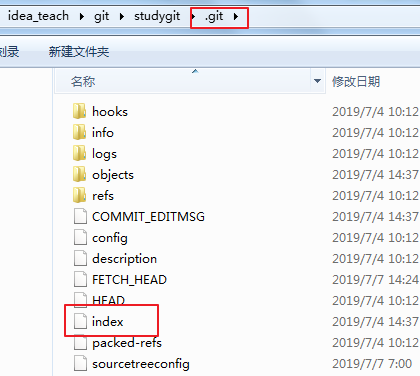 idea_teach ▸ git ▸ studygit ▸ .git ▸
刻录 新建文件夹
名称 修改日期
hooks 2019/7/4 10:12
info 2019/7/4 10:12
logs 2019/7/4 10:12
objects 2019/7/4 14:37
refs 2019/7/4 10:12
COMMIT_EDITMSG 2019/7/4 14:37
config 2019/7/4 10:12
description 2019/7/4 10:12
FETCH_HEAD 2019/7/7 14:24
HEAD 2019/7/4 10:12
index 2019/7/4 14:37
packed-refs 2019/7/4 10:12
sourcetreeconfig 2019/7/7 7:00